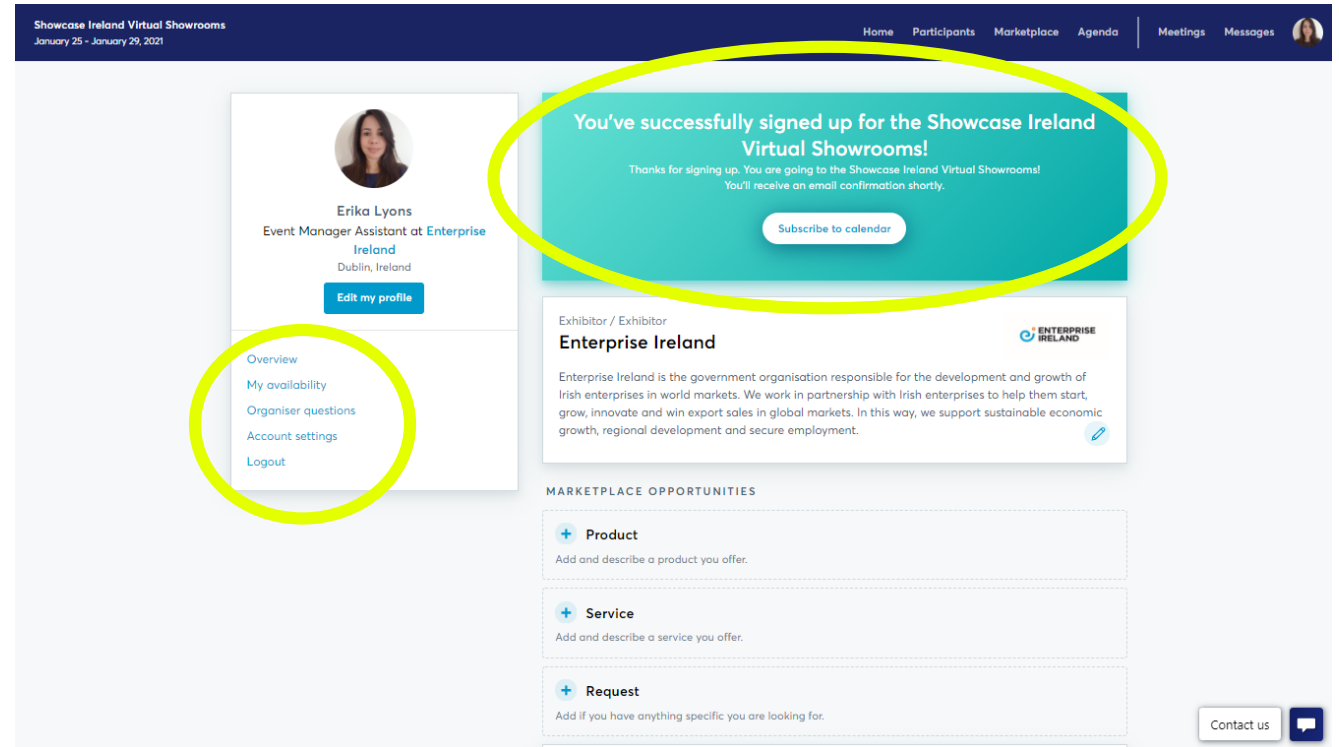 Showcase Ireland Virtual Showrooms
January 25 - January 29, 2021
Home Participants Marketplace Agenda Meetings Messages
Erika Lyons
Event Manager Assistant at Enterprise
Ireland
Dublin, Ireland
Edit my profile
Overview
My availability
Organiser questions
Account settings
Logout
You've successfully signed up for the Showcase Ireland
Virtual Showrooms!
Thanks for signing up. You are going to the Showcase Ireland Virtual Showrooms!
You'll receive an email confirmation shortly.
Subscribe to calendar
Exhibitor / Exhibitor
Enterprise Ireland
ENTERPRISE
IRELAND
Enterprise Ireland is the government organisation responsible for the development and growth of
Irish enterprises in world markets. We work in partnership with Irish enterprises to help them start,
grow, innovate and win export sales in global markets. In this way, we support sustainable economic
growth, regional development and secure employment.
MARKETPLACE OPPORTUNITIES
+ Product
Add and describe a product you offer.
+ Service
Add and describe a service you offer.
+ Request
Add if you have anything specific you are looking for.
Contact us